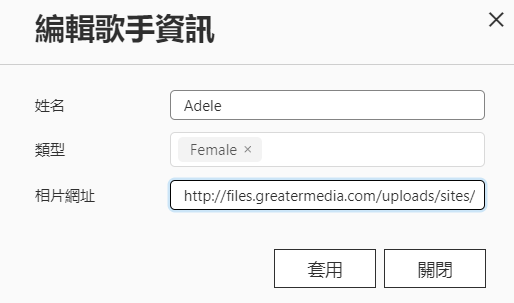 編輯歌手資訊
姓名 Adele
類型 Female ×
相片網址 http://files.greatermedia.com/uploads/sites/
套用 關閉